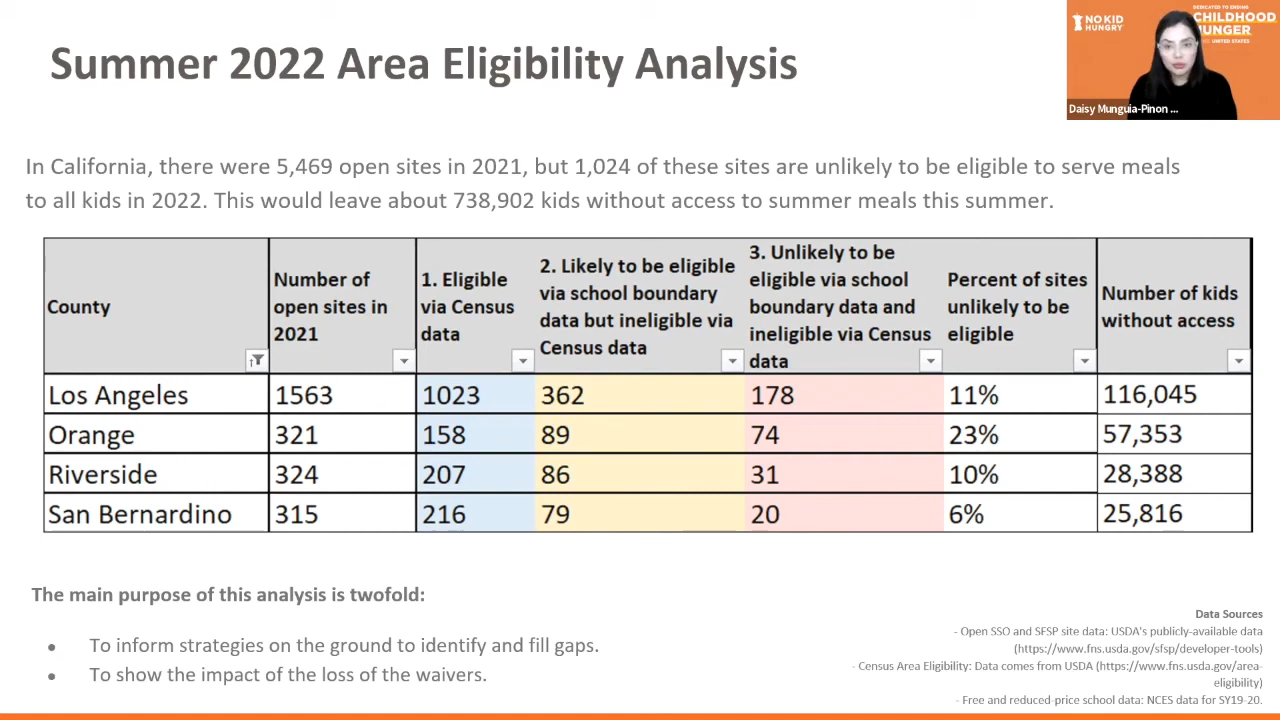 NO KID
HUNGRY
DEDICATED TO ENDING
CHILDHOOD
HUNGER
UNITED STATES
Daisy Munguia-Pinon ...
Summer 2022 Area Eligibility Analysis
In California, there were 5,469 open sites in 2021, but 1,024 of these sites are unlikely to be eligible to serve meals
to all kids in 2022. This would leave about 738,902 kids without access to summer meals this summer.
County
Number of
open sites in
2021
1. Eligible
via Census
data
2. Likely to be eligible
via school boundary
data but ineligible via
Census data
3. Unlikely to be
eligible via school
boundary data and
ineligible via Census
data
Percent of sites
unlikely to be
eligible
Number of kids
without access
Los Angeles 1563 1023 362 178 11% 116,045
Orange 321 158 89 74 23% 57,353
Riverside 324 207 86 31 10% 28,388
San Bernardino 315 216 79 20 6% 25,816
The main purpose of this analysis is twofold:
• To inform strategies on the ground to identify and fill gaps.
• To show the impact of the loss of the waivers.
Data Sources
- Open SSO and SFSP site data: USDA's publicly-available data
(https://www.fns.usda.gov/sfsp/developer-tools)
- Census Area Eligibility: Data comes from USDA (https://www.fns.usda.gov/area-
eligibility)
- Free and reduced-price school data: NCES data for SY19-20.